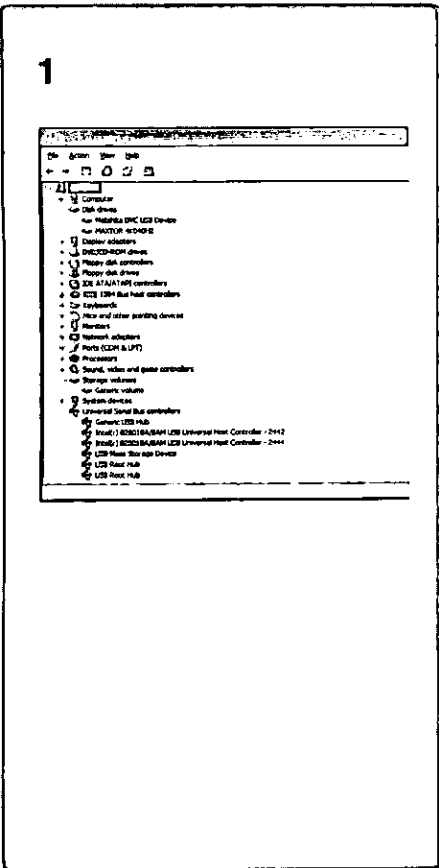 1
File Action View Help
Computer
Disk drives
Matshita DVC USB Device
MAXTOR 4K040H2
Display adapters
DVD/CD-ROM drives
Floppy disk controllers
Floppy disk drives
IDE ATA/ATAPI controllers
IEEE 1394 Bus host controllers
Keyboards
Mice and other pointing devices
Monitors
Network adapters
Ports (COM & LPT)
Processors
Sound, video and game controllers
Storage volumes
Generic volume
System devices
Universal Serial Bus controllers
Generic USB Hub
Intel(r) 82801BA/BAM USB Universal Host Controller - 2442
Intel(r) 82801BA/BAM USB Universal Host Controller - 2444
USB Mass Storage Device
USB Root Hub
USB Root Hub